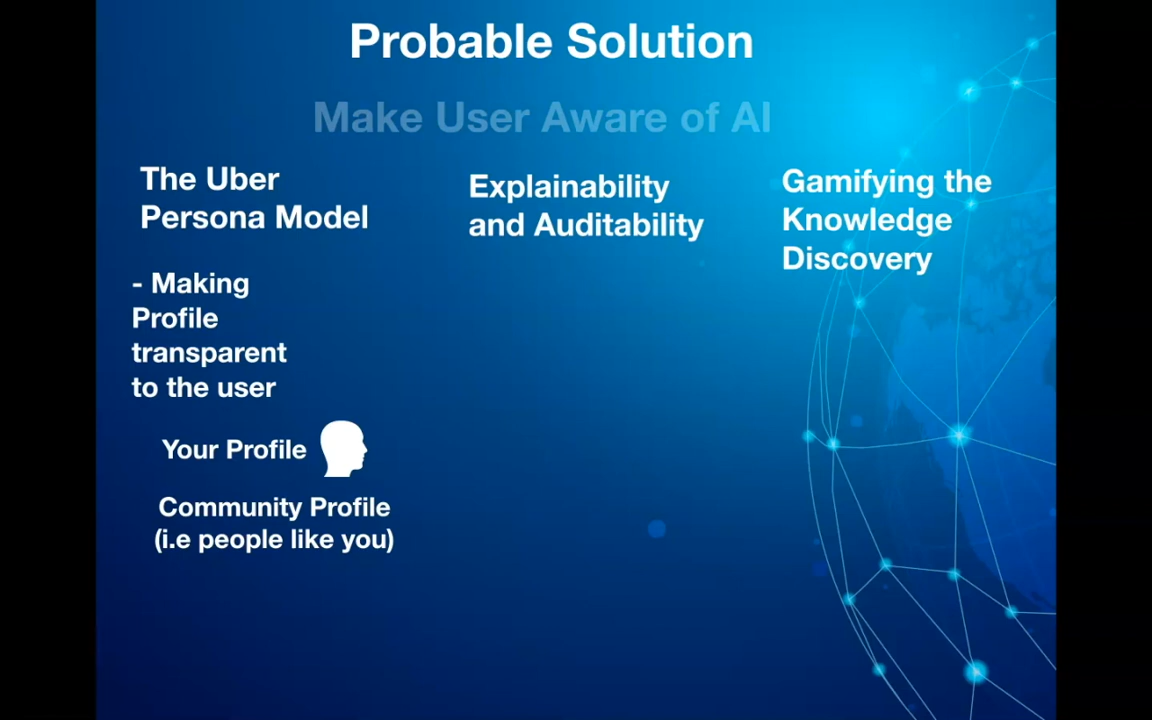 Probable Solution
Make User Aware of AI
The Uber
Persona Model
- Making
Profile
transparent
to the user
Your Profile
Community Profile
(i.e people like you)
Explainability
and Auditability
Gamifying the
Knowledge
Discovery